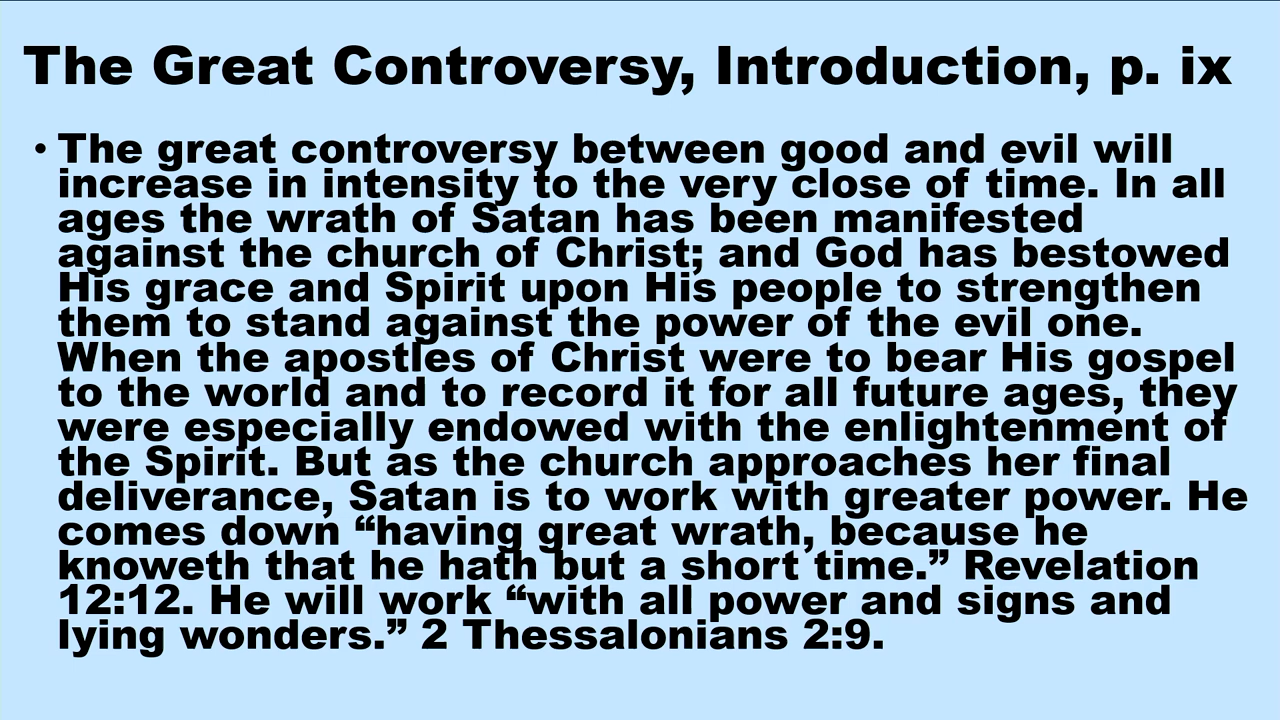 The Great Controversy, Introduction, p. ix
• The great controversy between good and evil will
increase in intensity to the very close of time. In all
ages the wrath of Satan has been manifested
against the church of Christ; and God has bestowed
His grace and Spirit upon His people to strengthen
them to stand against the power of the evil one.
When the apostles of Christ were to bear His gospel
to the world and to record it for all future ages, they
were especially endowed with the enlightenment of
the Spirit. But as the church approaches her final
deliverance, Satan is to work with greater power. He
comes down “having great wrath, because he
knoweth that he hath but a short time.” Revelation
12:12. He will work “with all power and signs and
lying wonders.” 2 Thessalonians 2:9.